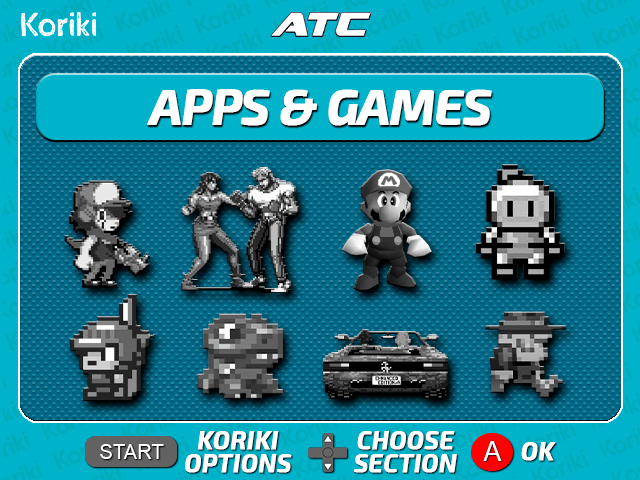 Koriki
ATC
APPS & GAMES
M
START
KORIKI
OPTIONS
CHOOSE
SECTION
A
OK